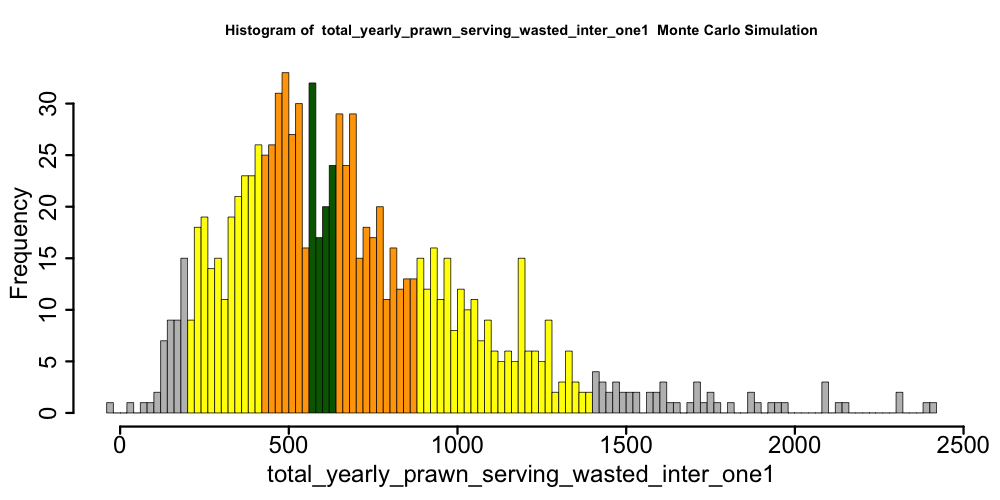 Histogram of  total_yearly_prawn_serving_wasted_inter_one1  Monte Carlo Simulation
Frequency
30
25
20
15
10
5
0
0 500 1000 1500 2000 2500
total_yearly_prawn_serving_wasted_inter_one1